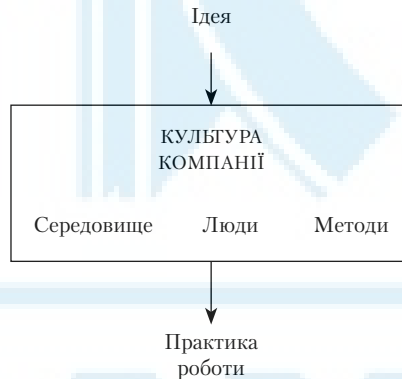 Ідея
КУЛЬТУРА
КОМПАНІЇ
Середовище Люди Методи
Практика
роботи